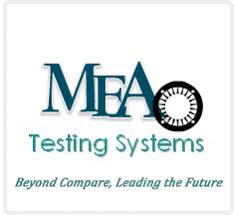 MEA
Testing Systems
Beyond Compare, Leading the Future